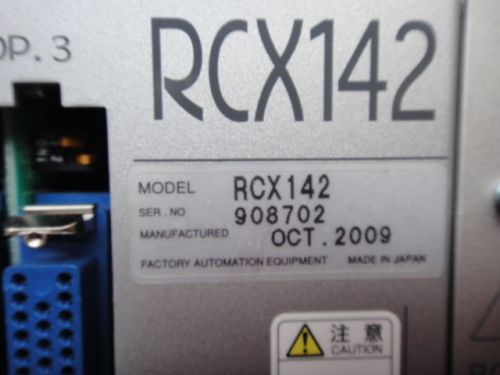 OP. 3
RCX142
MODEL RCX142
SER. NO 908702
MANUFACTURED OCT. 2009
FACTORY AUTOMATION EQUIPMENT MADE IN JAPAN
注意
CAUTION